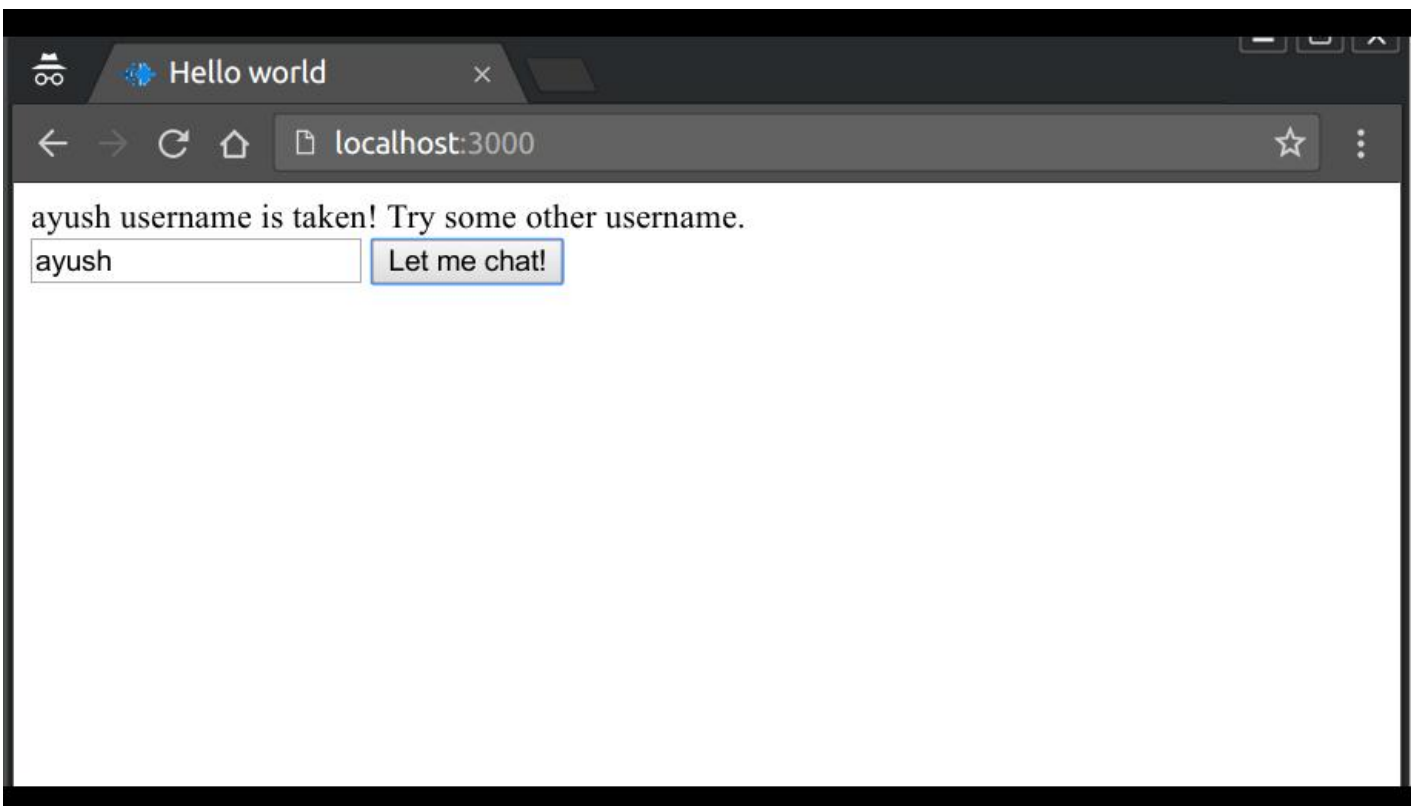 Hello world
localhost:3000
ayush username is taken! Try some other username.
ayush Let me chat!